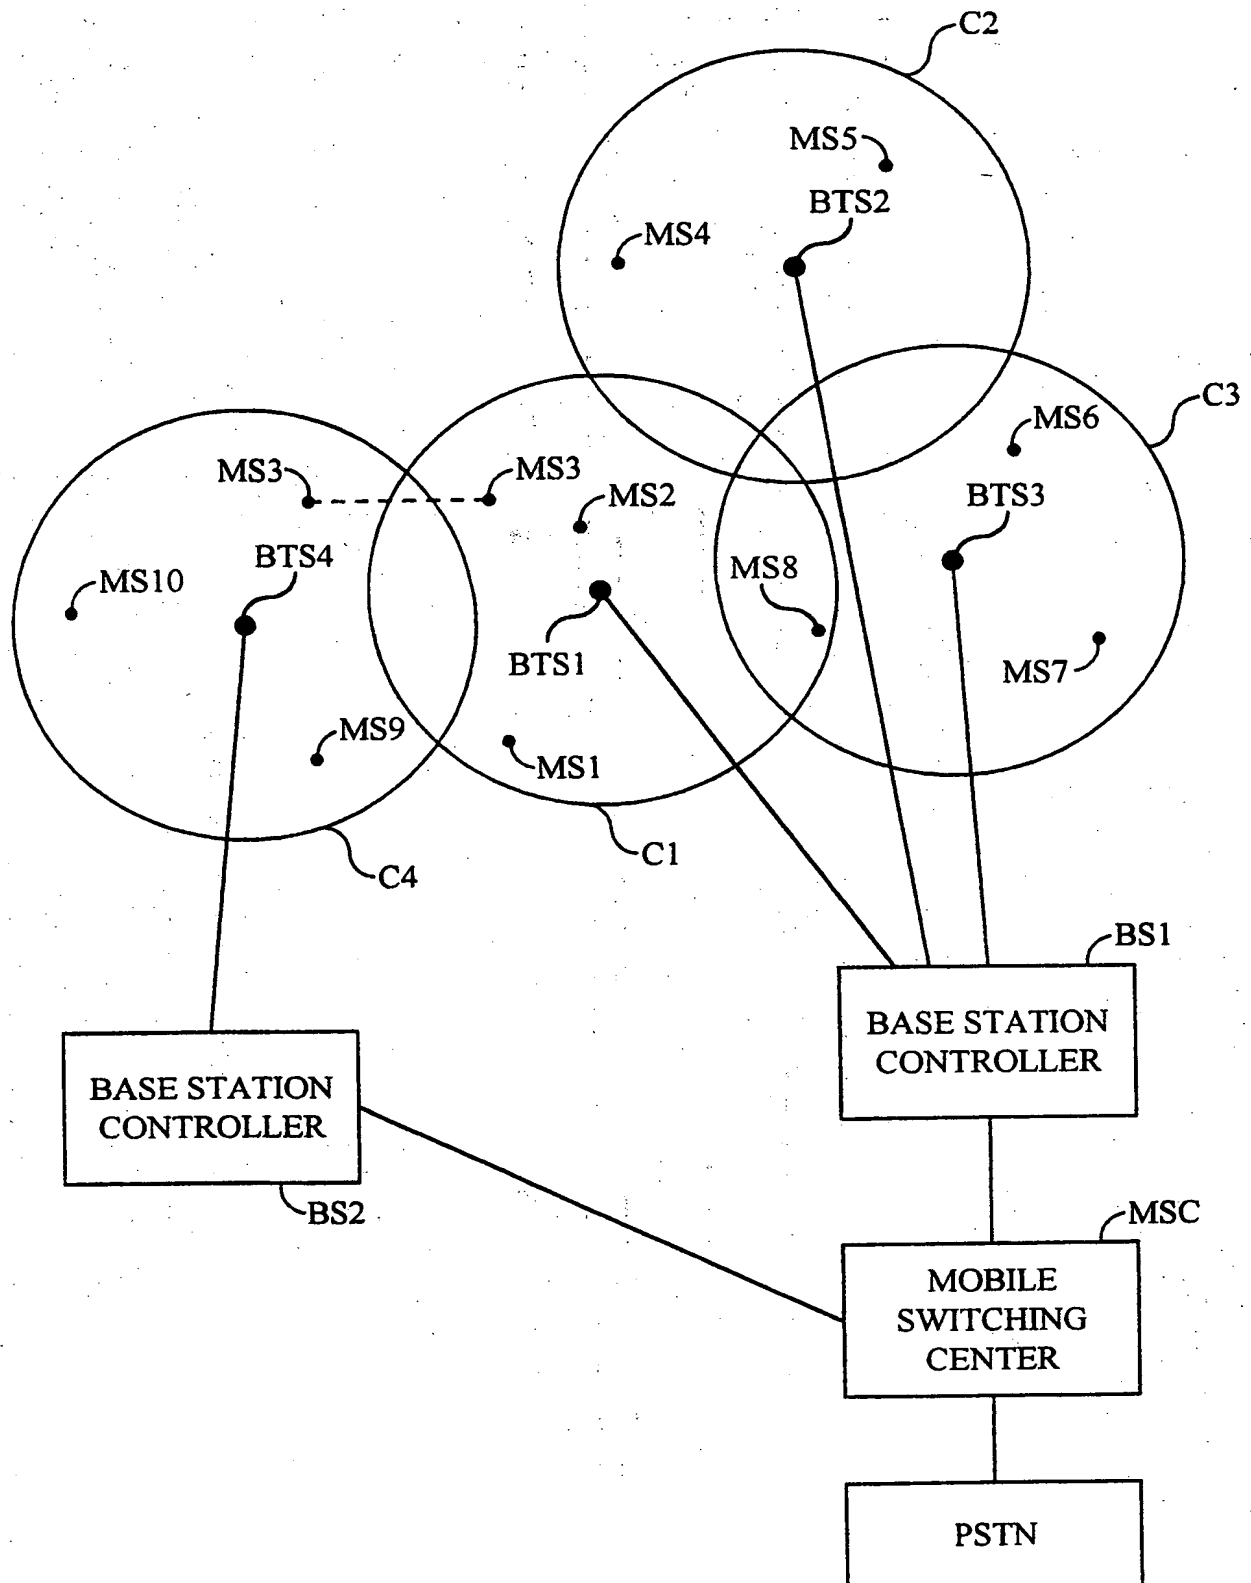 C2
MS5
BTS2
MS4
C3
MS6
MS3
MS3
MS2
BTS3
BTS4
MS10
MS8
BTS1
MS7
MS9
MS1
C1
C4
BS1
BASE STATION
CONTROLLER
BASE STATION
CONTROLLER
BS2
MSC
MOBILE
SWITCHING
CENTER
PSTN